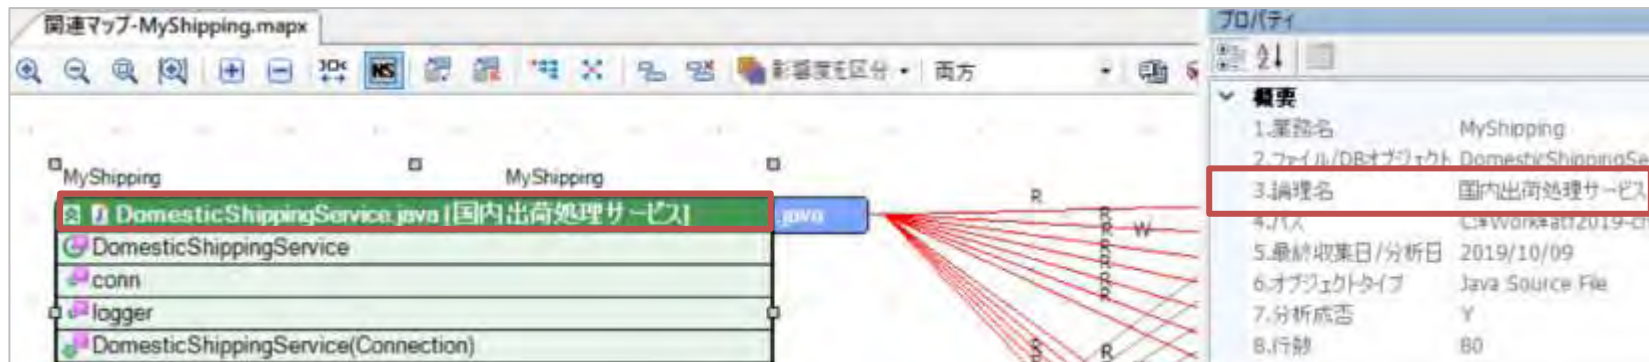 関連マップ-MyShipping.mapx
NS
影響度を区分
両方
MyShipping
MyShipping
DomesticShippingService.java [国内出荷処理サービス]
.java
DomesticShippingService
conn
logger
DomesticShippingService(Connection)
R
R
R
W
R
R
R
R
R
R
プロパティ
概要
1.業務名 MyShipping
2.ファイル/DBオブジェクト DomesticShippingSe
3.論理名 国内出荷処理サービス
4.パス
5.最終収集日/分析日 2019/10/09
6.オブジェクトタイプ Java Source File
7.分析成否 Y
8.行数 80